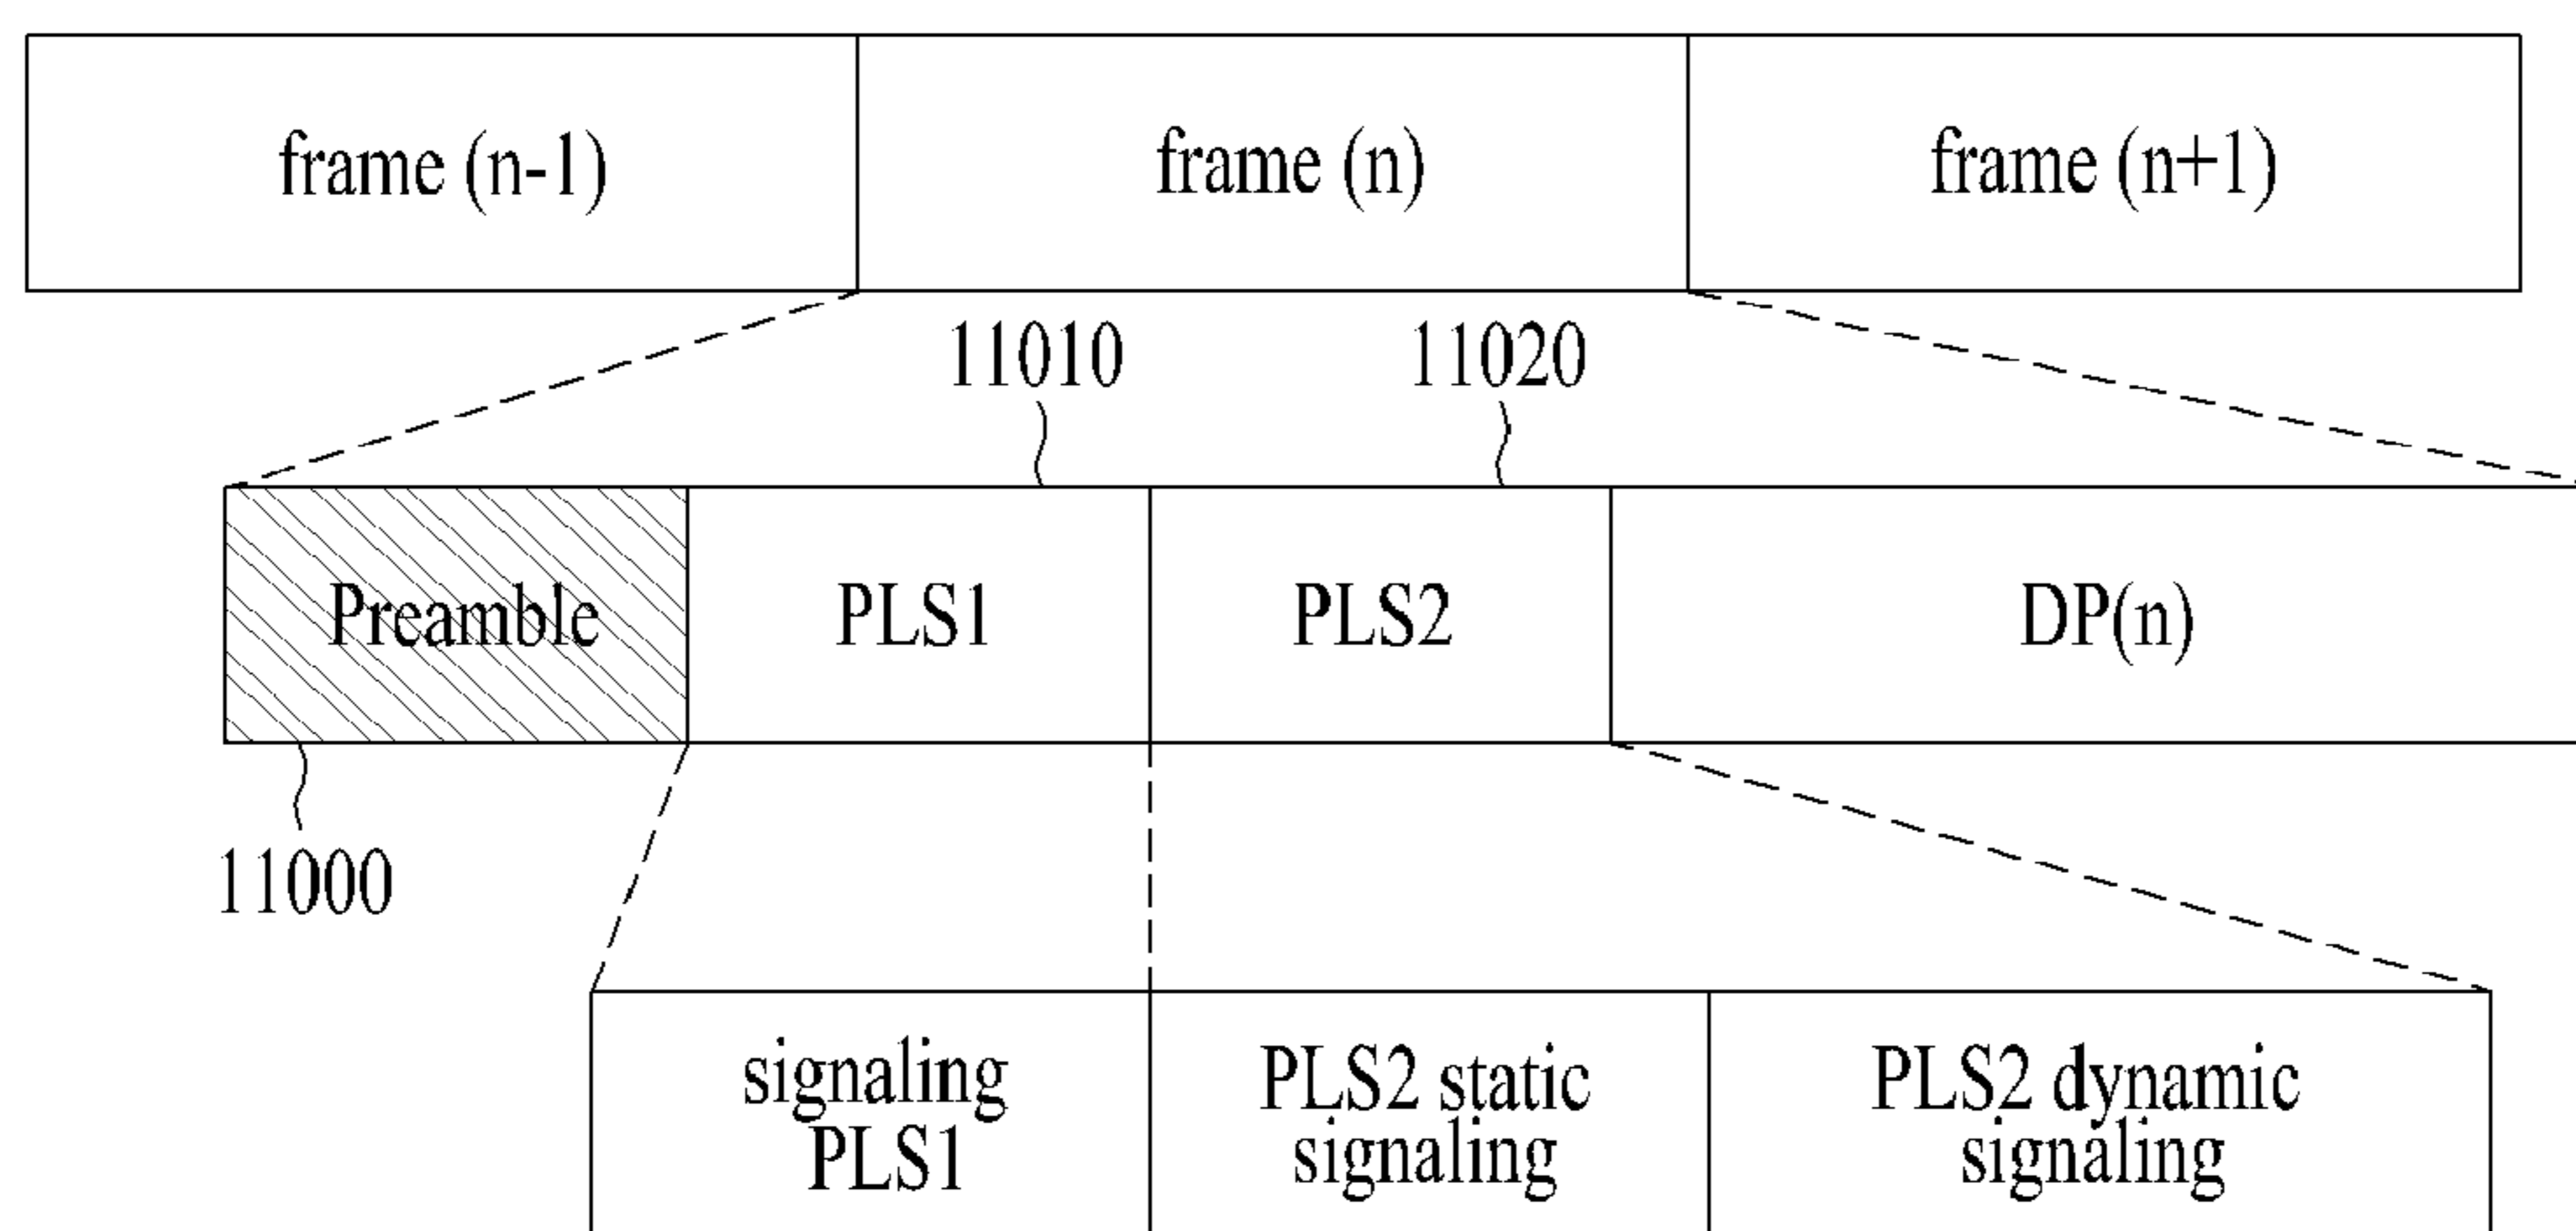 frame (n-1) frame (n) frame (n+1)
11010 11020
Preamble PLS1 PLS2 DP(n)
11000
signaling
PLS1
PLS2 static
signaling
PLS2 dynamic
signaling